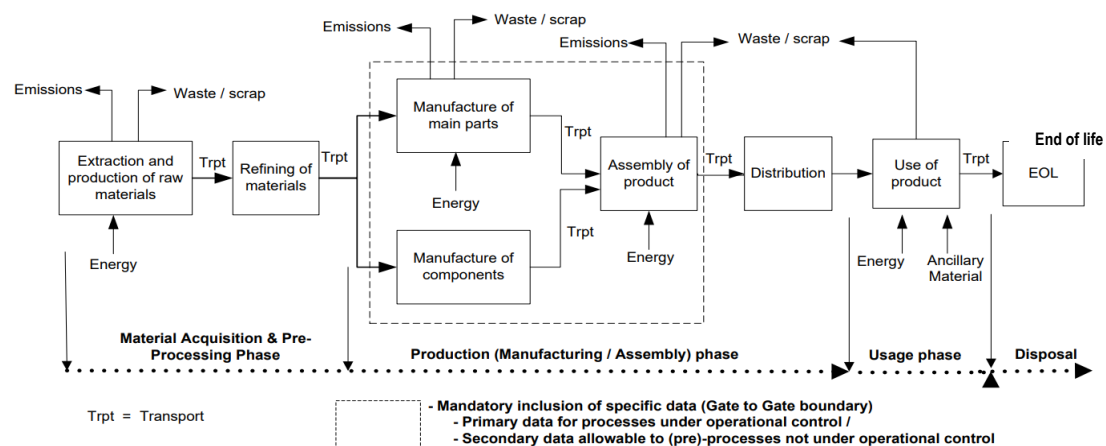 Emissions
Waste / scrap
Emissions
Waste / scrap
Emissions
Waste / scrap
Extraction and
production of raw
materials
Trpt
Refining of
materials
Trpt
Manufacture of
main parts
Trpt
Energy
Manufacture of
components
Trpt
Assembly of
product
Energy
Trpt
Distribution
Use of
product
Trpt
End of life
EOL
Energy
Energy
Ancillary
Material
Material Acquisition & Pre-
Processing Phase
Production (Manufacturing / Assembly) phase
Usage phase
Disposal
Trpt = Transport
- Mandatory inclusion of specific data (Gate to Gate boundary)
- Primary data for processes under operational control /
- Secondary data allowable to (pre)-processes not under operational control